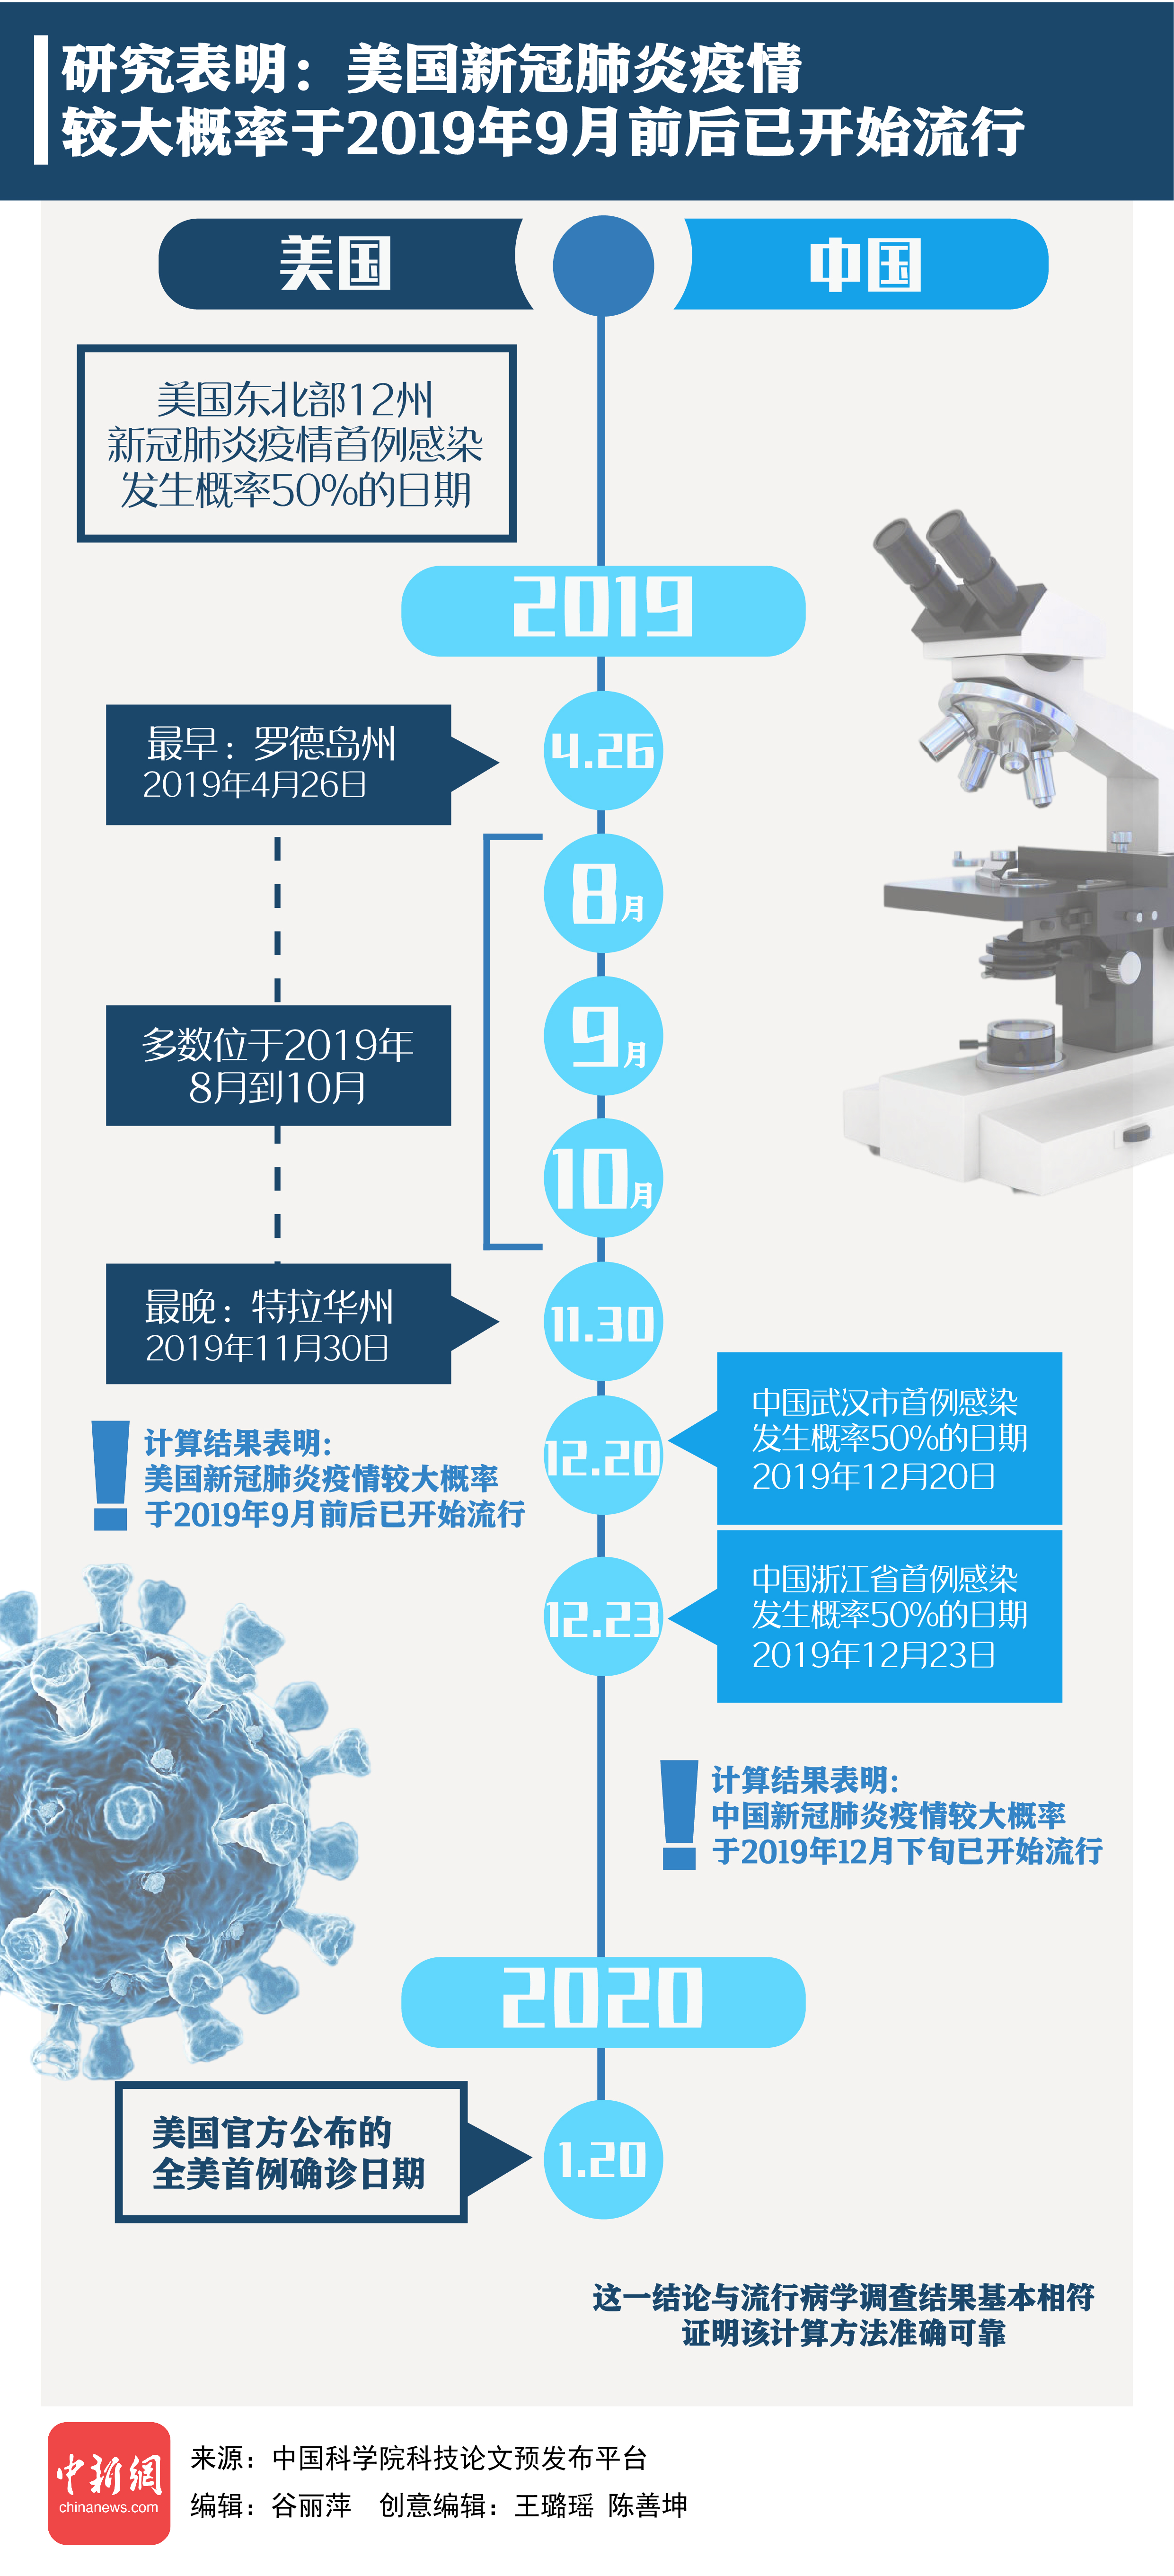 研究表明：美国新冠肺炎疫情
较大概率于2019年9月前后已开始流行
美国
中国
美国东北部12州
新冠肺炎疫情首例感染
发生概率50%的日期
2019
最早：罗德岛州
2019年4月26日
4.26
8月
9月
多数位于2019年
8月到10月
10月
最晚：特拉华州
2019年11月30日
11.30
中国武汉市首例感染
发生概率50%的日期
2019年12月20日
12.20
计算结果表明：
美国新冠肺炎疫情较大概率
于2019年9月前后已开始流行
中国浙江省首例感染
发生概率50%的日期
2019年12月23日
12.23
计算结果表明：
中国新冠肺炎疫情较大概率
于2019年12月下旬已开始流行
2020
美国官方公布的
全美首例确诊日期
1.20
这一结论与流行病学调查结果基本相符
证明该计算方法准确可靠
中新網
chinanews.com
来源：中国科学院科技论文预发布平台
编辑：谷丽萍 创意编辑：王璐瑶 陈善坤